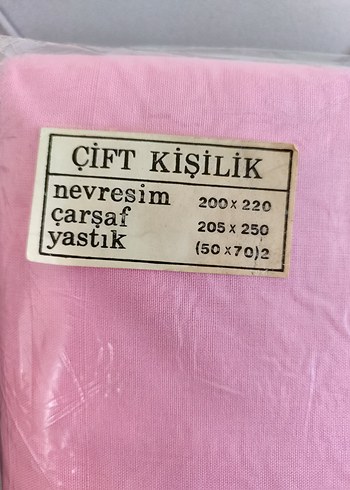 ÇİFT KİŞİLİK
nevresim 200 x 220
çarşaf 205 x 250
yastık (50 x 70)2